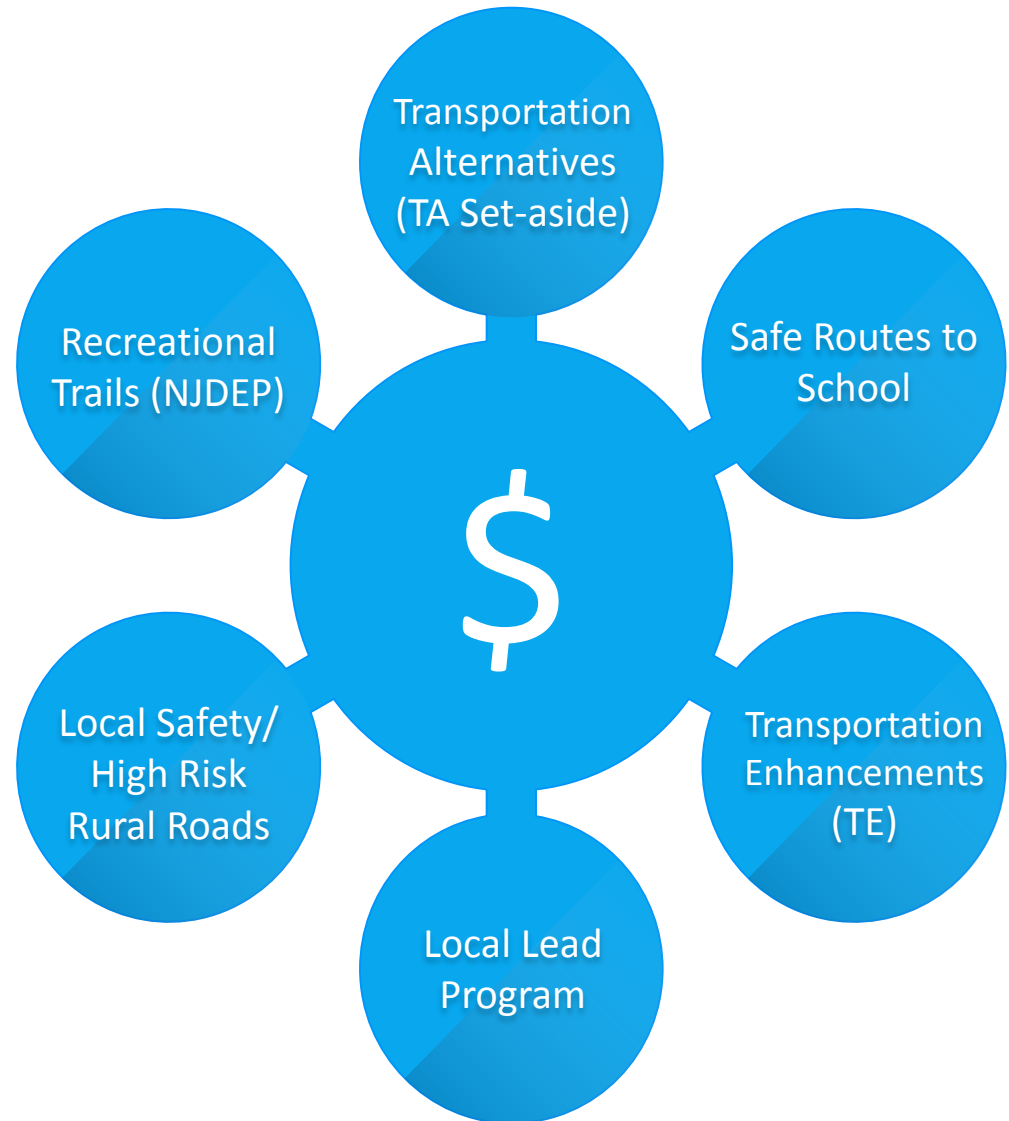 Transportation
Alternatives
(TA Set-aside)
Safe Routes to
School
Transportation
Enhancements
(TE)
Local Lead
Program
Local Safety/
High Risk
Rural Roads
Recreational
Trails (NJDEP)
$